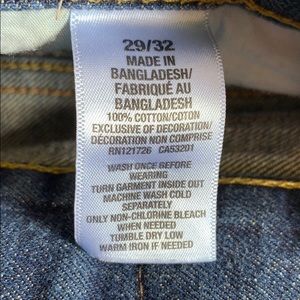 29/32
MADE IN
BANGLADESH/
FABRIQUÉ AU
BANGLADESH
100% COTTON/COTON
EXCLUSIVE OF DECORATION/
DÉCORATION NON COMPRISE
RN121726 CA53201
WASH ONCE BEFORE
WEARING
TURN GARMENT INSIDE OUT
MACHINE WASH COLD
SEPARATELY
ONLY NON-CHLORINE BLEACH
WHEN NEEDED
TUMBLE DRY LOW
WARM IRON IF NEEDED